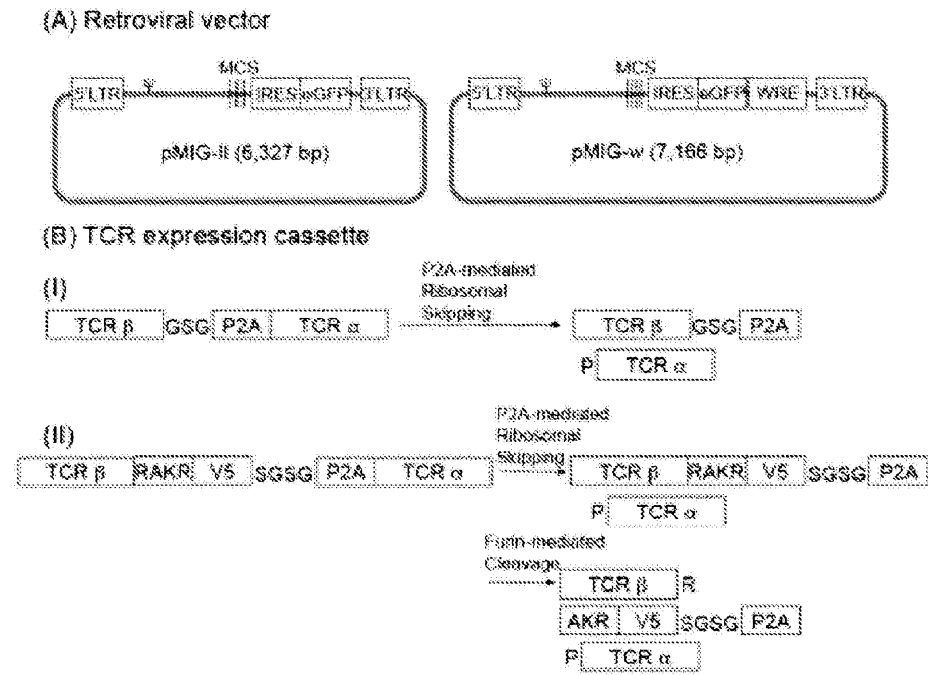 (A) Retroviral vector
MCS
5'LTR Ψ IRES eGFP 3'LTR
pMIG-II (6,327 bp)
MCS
5'LTR Ψ IRES eGFP WRE 3'LTR
pMIG-w (7,166 bp)
(B) TCR expression cassette
(I)
TCR β GSG P2A TCR α
P2A-mediated
Ribosomal
Skipping
TCR β GSG P2A
P TCR α
(II)
TCR β RAKR V5 SGSG P2A TCR α
P2A-mediated
Ribosomal
Skipping
TCR β RAKR V5 SGSG P2A
P TCR α
Furin-mediated
Cleavage
TCR β R
AKR V5 SGSG P2A
P TCR α